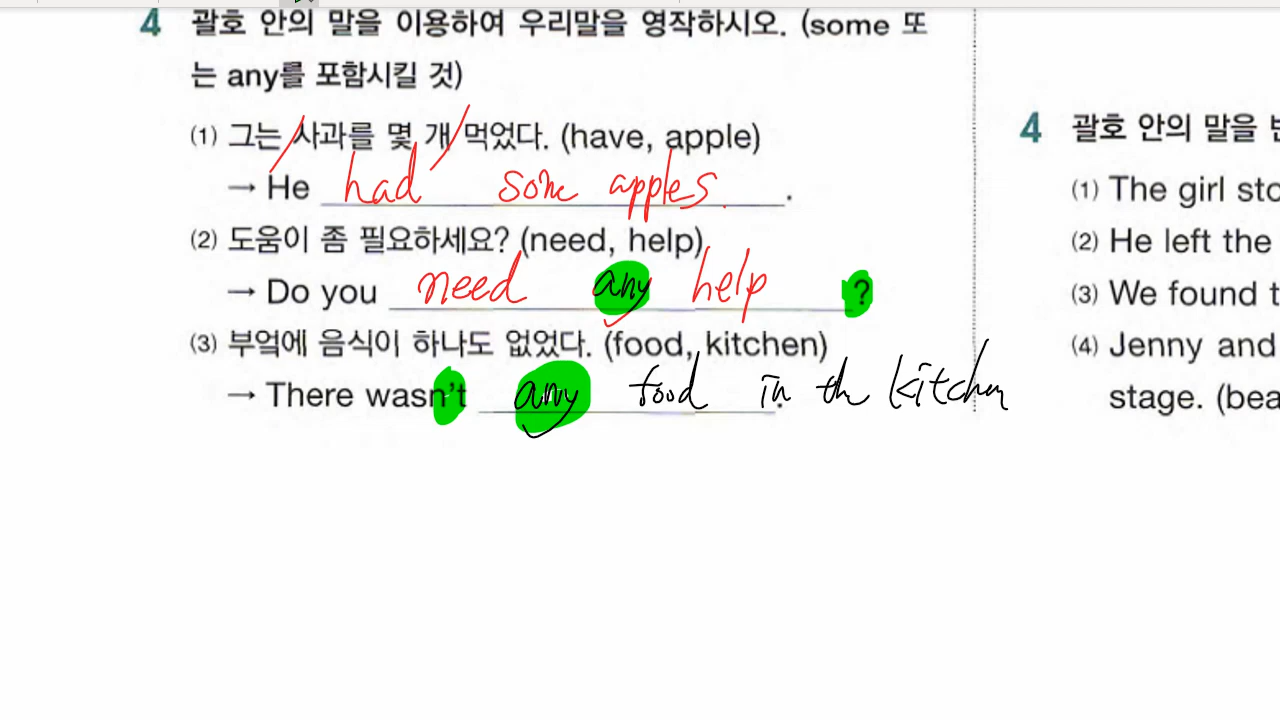 4 괄호 안의 말을 이용하여 우리말을 영작하시오. (some 또
는 any를 포함시킬 것)
(1) 그는 사과를 몇 개 먹었다. (have, apple)
→ He had some apples.
(2) 도움이 좀 필요하세요? (need, help)
→ Do you need any help ?
(3) 부엌에 음식이 하나도 없었다. (food, kitchen)
→ There wasn't any food in the kitchen.
4 괄호 안의 말을
(1) The girl
(2) He left the
(3) We found
(4) Jenny and
stage.